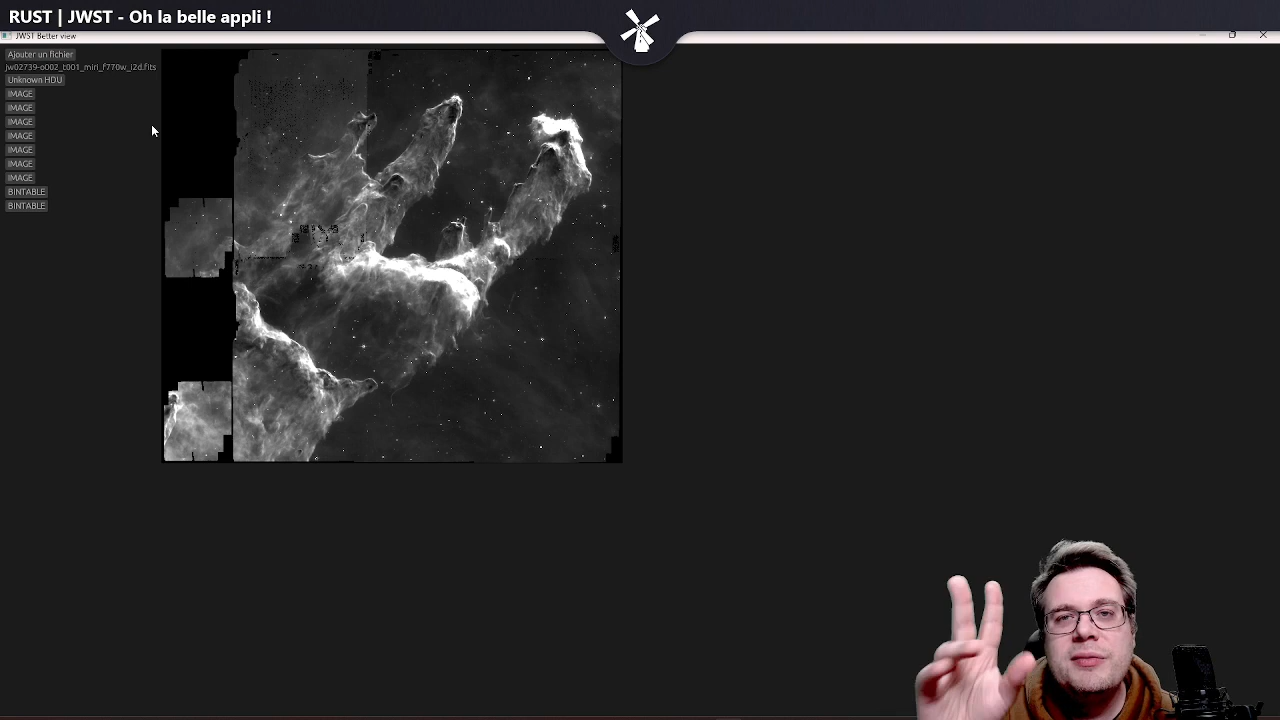 RUST | JWST - Oh la belle appli !
JWST Better view
Ajouter un fichier
jw02739-o002_t001_miri_f770w_i2d.fits
Unknown HDU
IMAGE
IMAGE
IMAGE
IMAGE
IMAGE
IMAGE
IMAGE
BINTABLE
BINTABLE